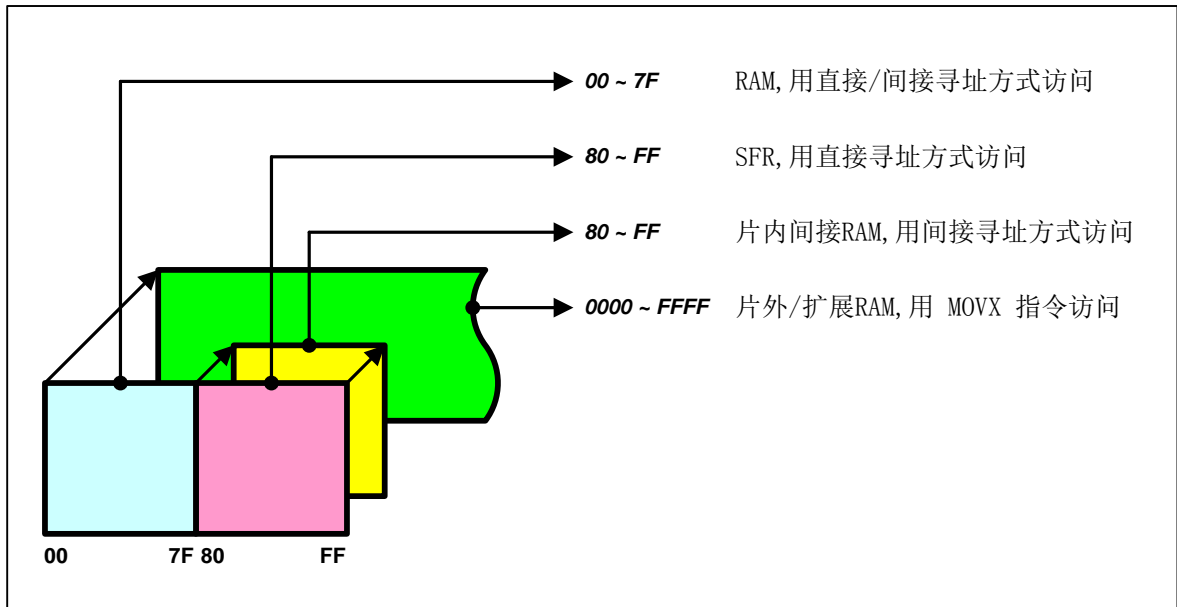 00 ~ 7F RAM,用直接/间接寻址方式访问
80 ~ FF SFR,用直接寻址方式访问
80 ~ FF 片内间接RAM,用间接寻址方式访问
0000 ~ FFFF 片外/扩展RAM,用 MOVX 指令访问
00 7F 80 FF